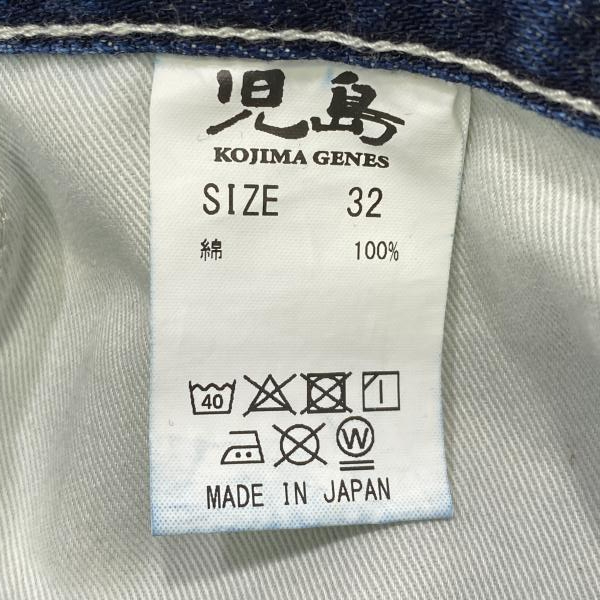 児島
KOJIMA GENES
SIZE 32
綿 100%
40
W
MADE IN JAPAN